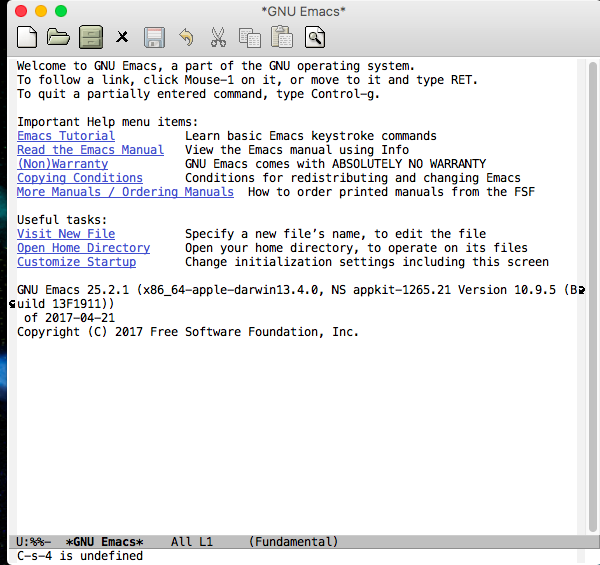 *GNU Emacs*
Welcome to GNU Emacs, a part of the GNU operating system.
To follow a link, click Mouse-1 on it, or move to it and type RET.
To quit a partially entered command, type Control-g.
Important Help menu items:
Emacs Tutorial Learn basic Emacs keystroke commands
Read the Emacs Manual View the Emacs manual using Info
(Non)Warranty GNU Emacs comes with ABSOLUTELY NO WARRANTY
Copying Conditions Conditions for redistributing and changing Emacs
More Manuals / Ordering Manuals How to order printed manuals from the FSF
Useful tasks:
Visit New File Specify a new file’s name, to edit the file
Open Home Directory Open your home directory, to operate on its files
Customize Startup Change initialization settings including this screen
GNU Emacs 25.2.1 (x86_64-apple-darwin13.4.0, NS appkit-1265.21 Version 10.9.5 (B
uild 13F1911))
of 2017-04-21
Copyright (C) 2017 Free Software Foundation, Inc.
U:%%- *GNU Emacs* All L1 (Fundamental)
C-s-4 is undefined